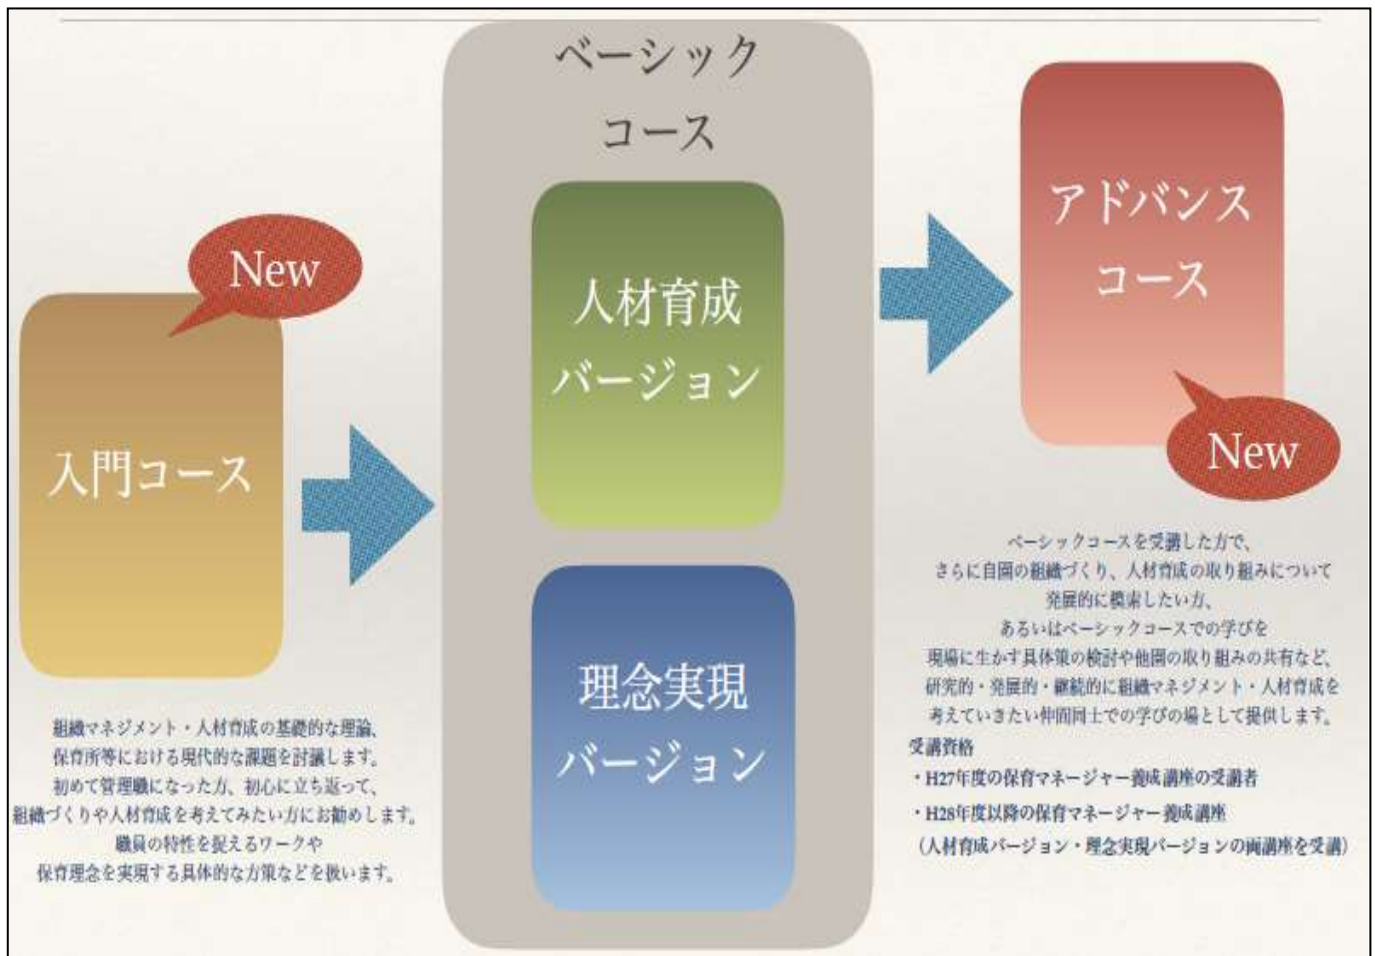 入門コース
New
組織マネジメント・人材育成の基礎的な理論、
保育所等における現代的な課題を討議します。
初めて管理職になった方、初心に立ち返って、
組織づくりや人材育成を考えてみたい方にお勧めします。
職員の特性を捉えるワークや
保育理念を実現する具体的な方策などを扱います。
ベーシック
コース
人材育成
バージョン
理念実現
バージョン
アドバンス
コース
New
ベーシックコースを受講した方で、
さらに自園の組織づくり、人材育成の取り組みについて
発展的に模索したい方、
あるいはベーシックコースでの学びを
現場に生かす具体策の検討や他園の取り組みの共有など、
研究的・発展的・継続的に組織マネジメント・人材育成を
考えていきたい仲間同士での学びの場として提供します。
受講資格
・H27年度の保育マネージャー養成講座の受講者
・H28年度以降の保育マネージャー養成講座
（人材育成バージョン・理念実現バージョンの両講座を受講）